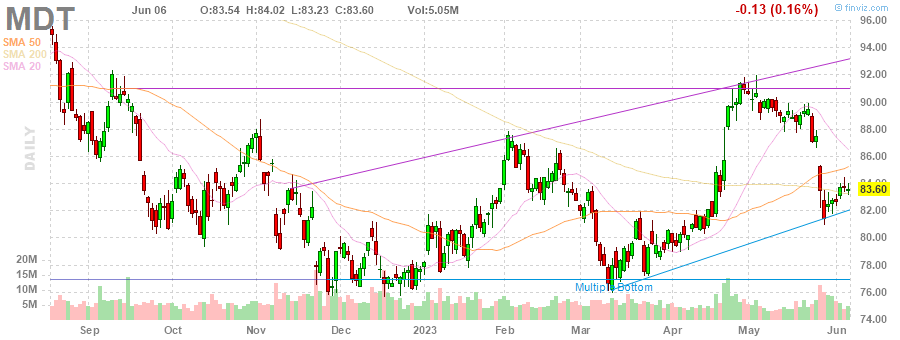 MDT
Jun 06 O:83.54 H:84.02 L:83.23 C:83.60 Vol:5.05M
-0.13 (0.16%)
© finviz.com
SMA 50
SMA 200
SMA 20
DAILY
96.00
94.00
92.00
90.00
88.00
86.00
84.00
83.60
82.00
80.00
78.00
76.00
74.00
20M
15M
10M
5M
Multiple Bottom
Sep Oct Nov Dec 2023 Feb Mar Apr May Jun